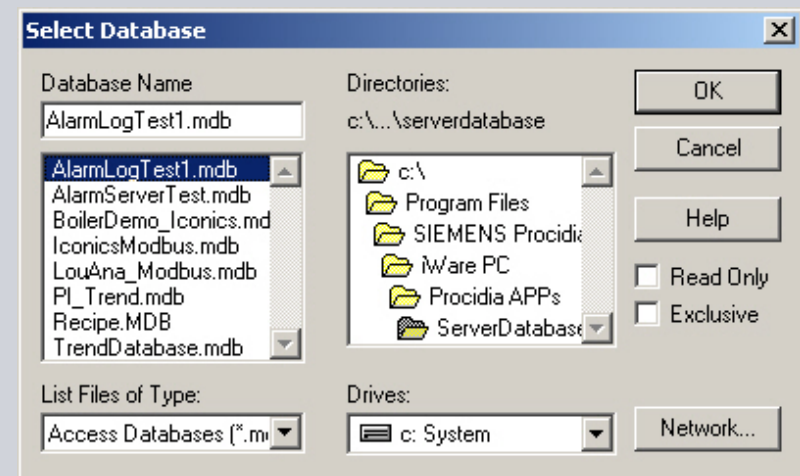 Select Database
Database Name
AlarmLogTest1.mdb
AlarmLogTest1.mdb
AlarmServerTest.mdb
BoilerDemo_Iconics.md
IconicsModbus.mdb
LouAna_Modbus.mdb
PI_Trend.mdb
Recipe.MDB
TrendDatabase.mdb
List Files of Type:
Access Databases (*.m
Directories:
c:\...\serverdatabase
c:\
Program Files
SIEMENS Procidia
iWare PC
Procidia APPs
ServerDatabase
Drives:
c: System
OK
Cancel
Help
Read Only
Exclusive
Network...